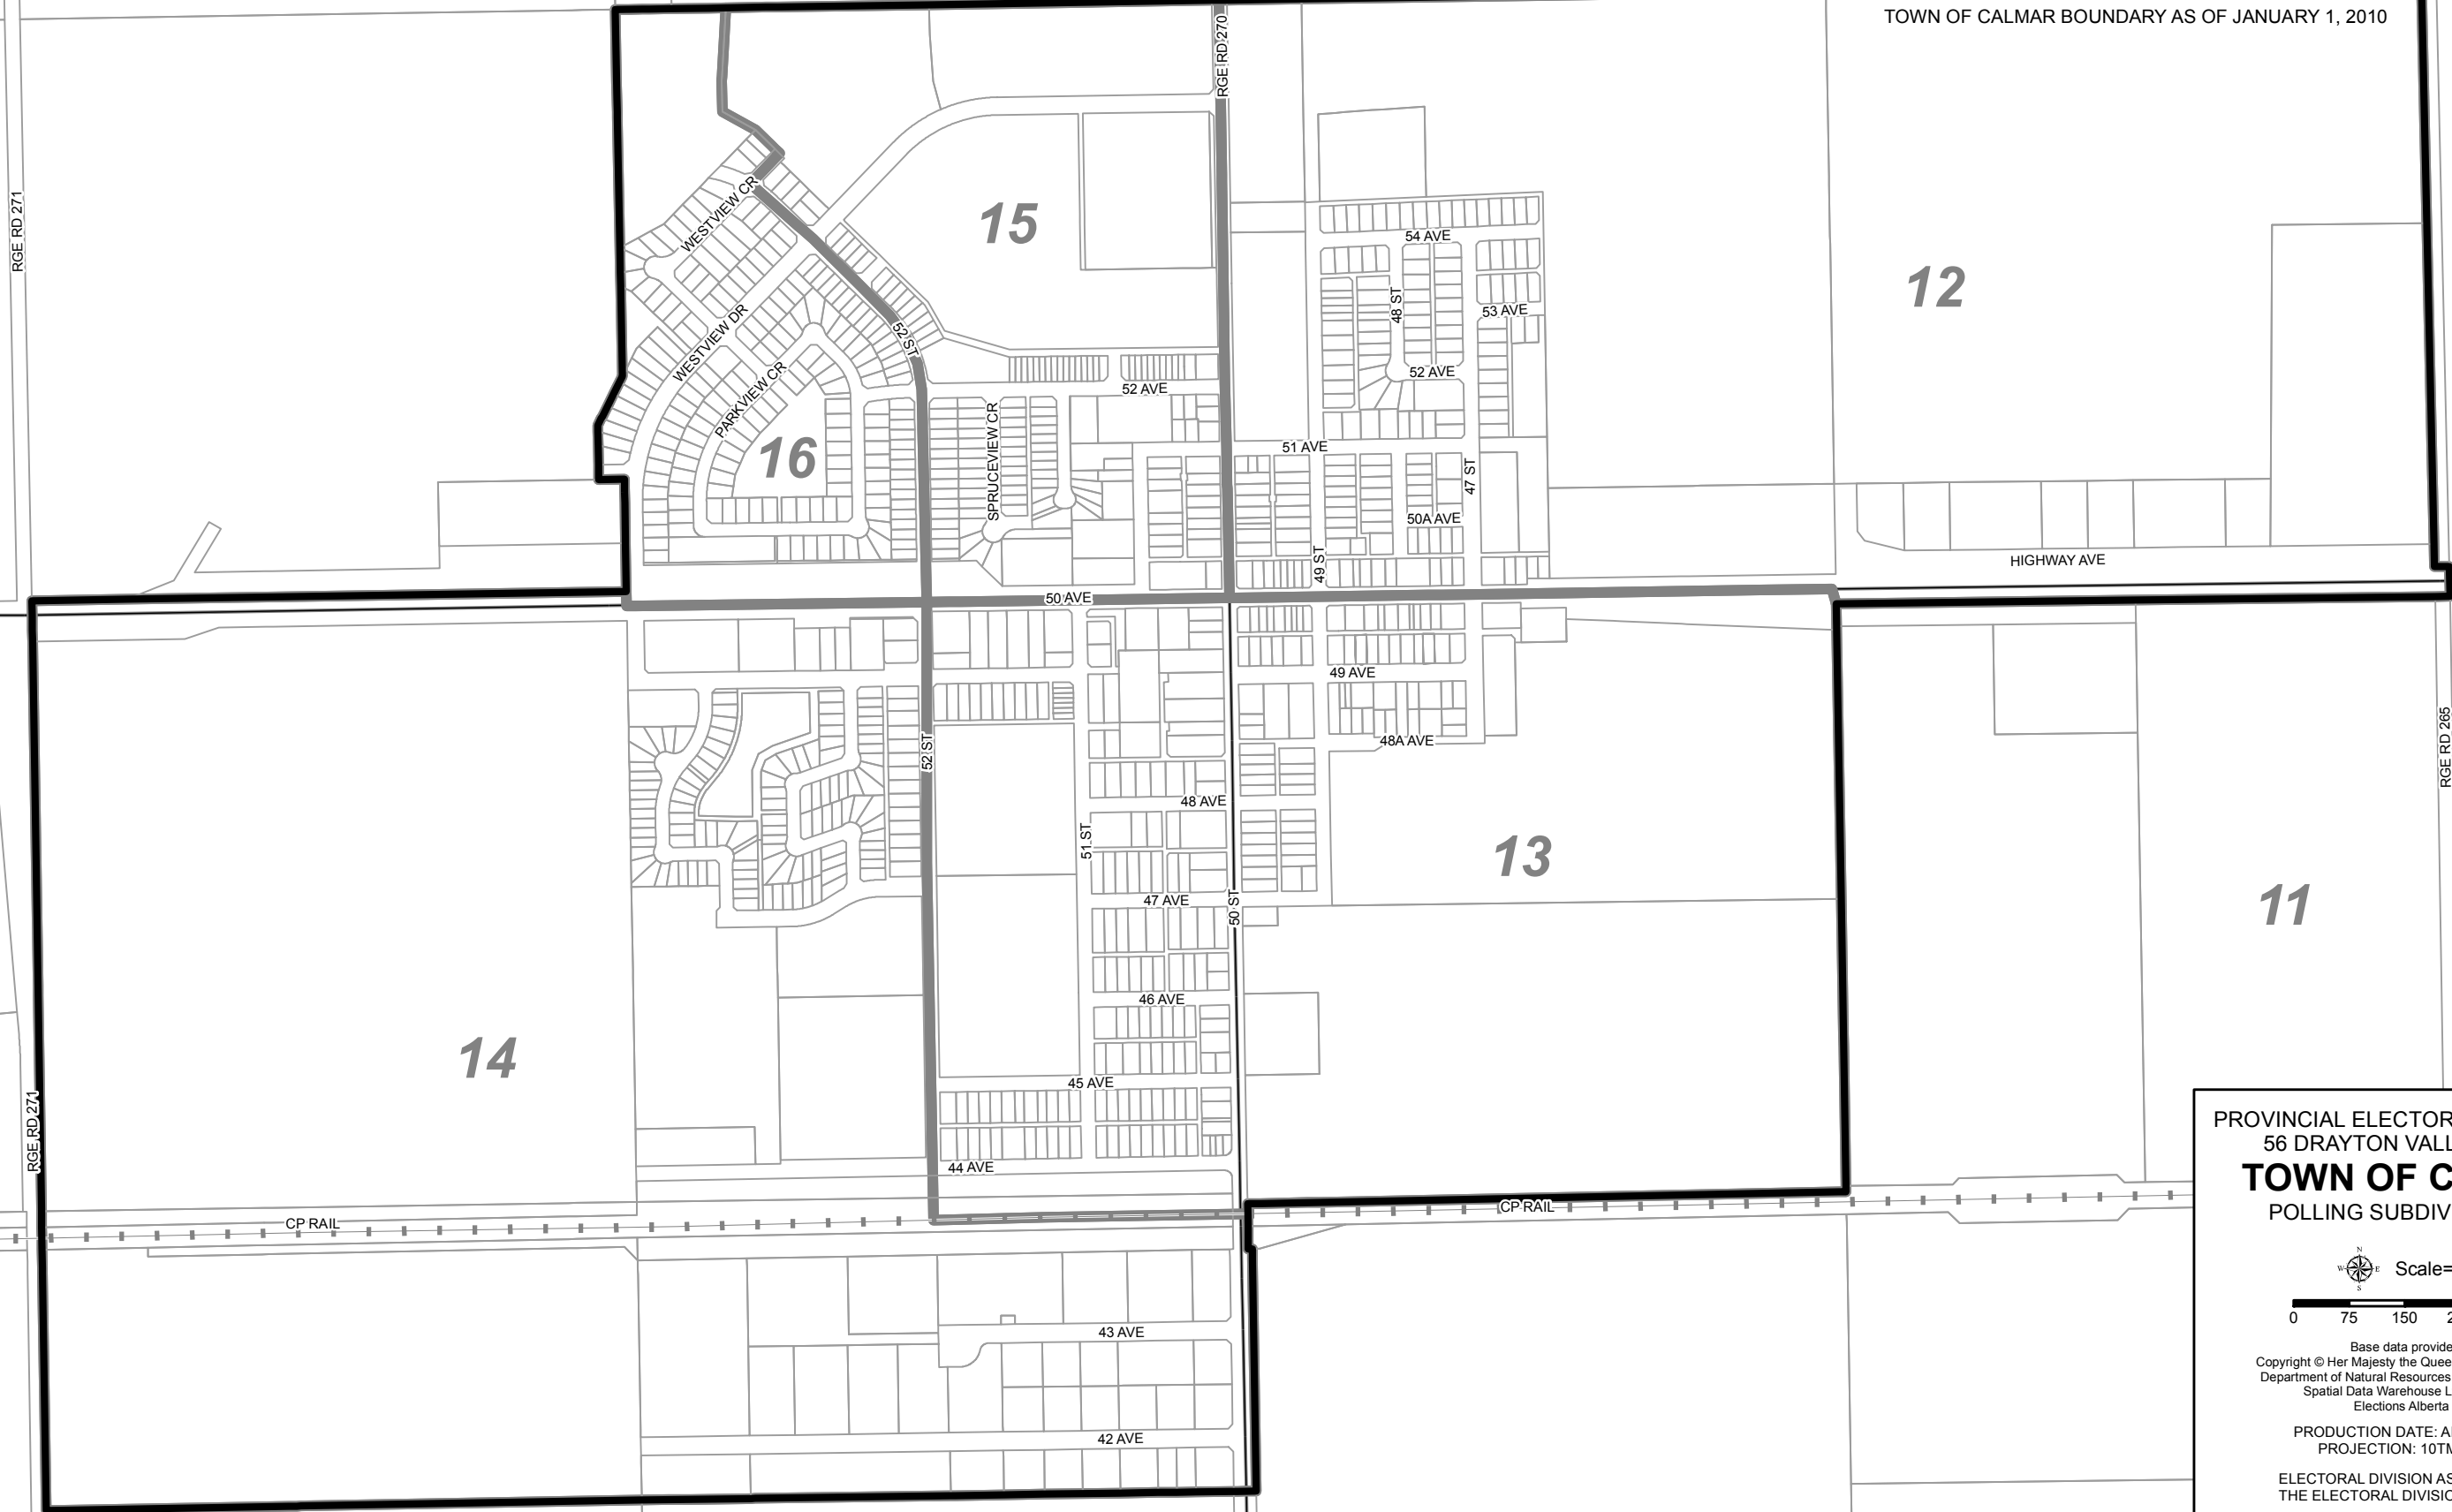 TOWN OF CALMAR BOUNDARY AS OF JANUARY 1, 2010
RGE RD 270
RGE RD 271
WESTVIEW CR
15
54 AVE
12
48 ST
53 AVE
52 ST
WESTVIEW DR
PARKVIEW CR
52 AVE
52 AVE
16
SPRUCEVIEW CR
51 AVE
47 ST
50A AVE
49 ST
HIGHWAY AVE
50 AVE
49 AVE
48A AVE
52 ST
RGE RD 265
48 AVE
51 ST
13
47 AVE
50 ST
11
46 AVE
14
45 AVE
RGE RD 271
44 AVE
CP RAIL
CP RAIL
43 AVE
42 AVE
PROVINCIAL ELECTOR
56 DRAYTON VALL
TOWN OF C
POLLING SUBDIV
N
W E
S
Scale=
0 75 150 2
Base data provide
Copyright © Her Majesty the Quee
Department of Natural Resources
Spatial Data Warehouse L
Elections Alberta
PRODUCTION DATE: A
PROJECTION: 10TM
ELECTORAL DIVISION AS
THE ELECTORAL DIVISIO